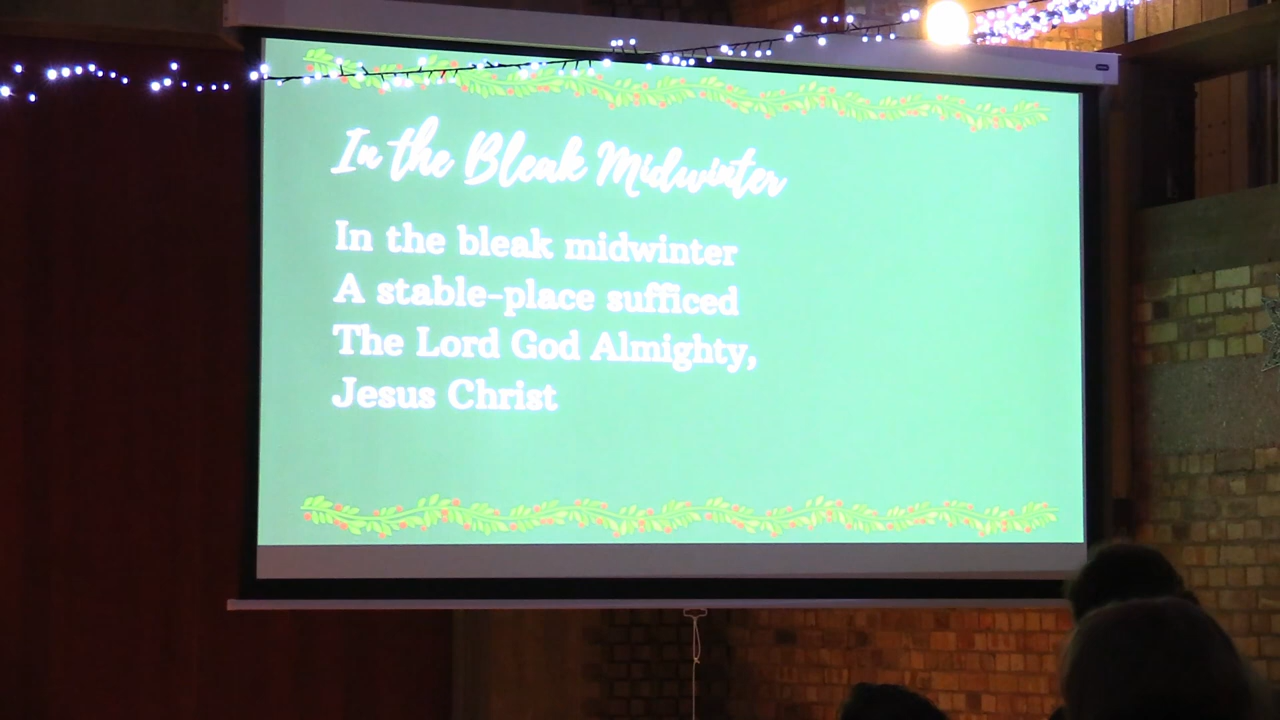 In the Bleak Midwinter
In the bleak midwinter
A stable-place sufficed
The Lord God Almighty,
Jesus Christ